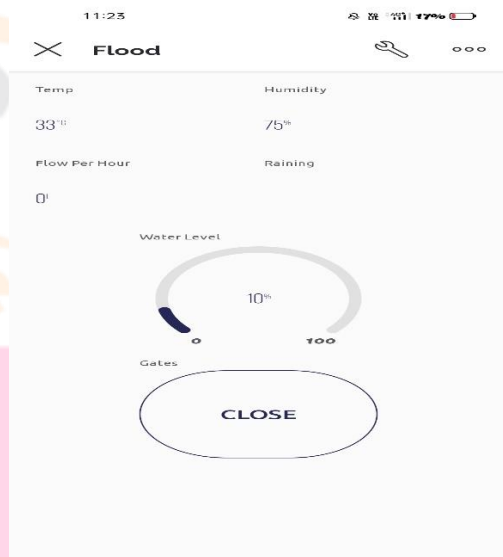 11:23 17%
Flood
Temp Humidity
33°C 75%
Flow Per Hour Raining
0l
Water Level
10%
0 100
Gates
CLOSE